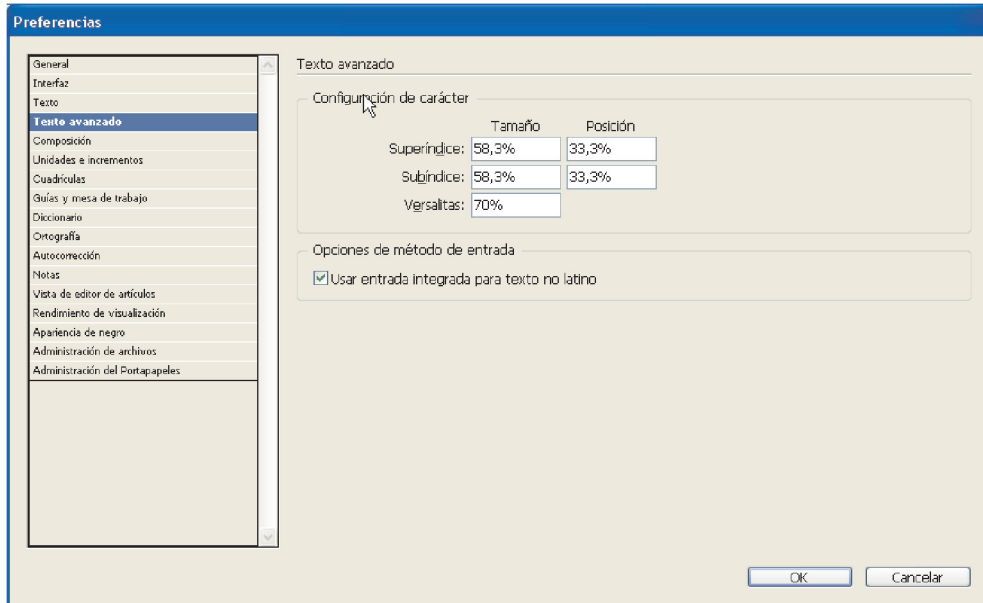 Preferencias
General
Interfaz
Texto
Texto avanzado
Composición
Unidades e incrementos
Cuadrículas
Guías y mesa de trabajo
Diccionario
Ortografía
Autocorrección
Notas
Vista de editor de artículos
Rendimiento de visualización
Apariencia de negro
Administración de archivos
Administración del Portapapeles
Texto avanzado
Configuración de carácter
Tamaño Posición
Superíndice: 58,3% 33,3%
Subíndice: 58,3% 33,3%
Versalitas: 70%
Opciones de método de entrada
Usar entrada integrada para texto no latino
OK Cancelar